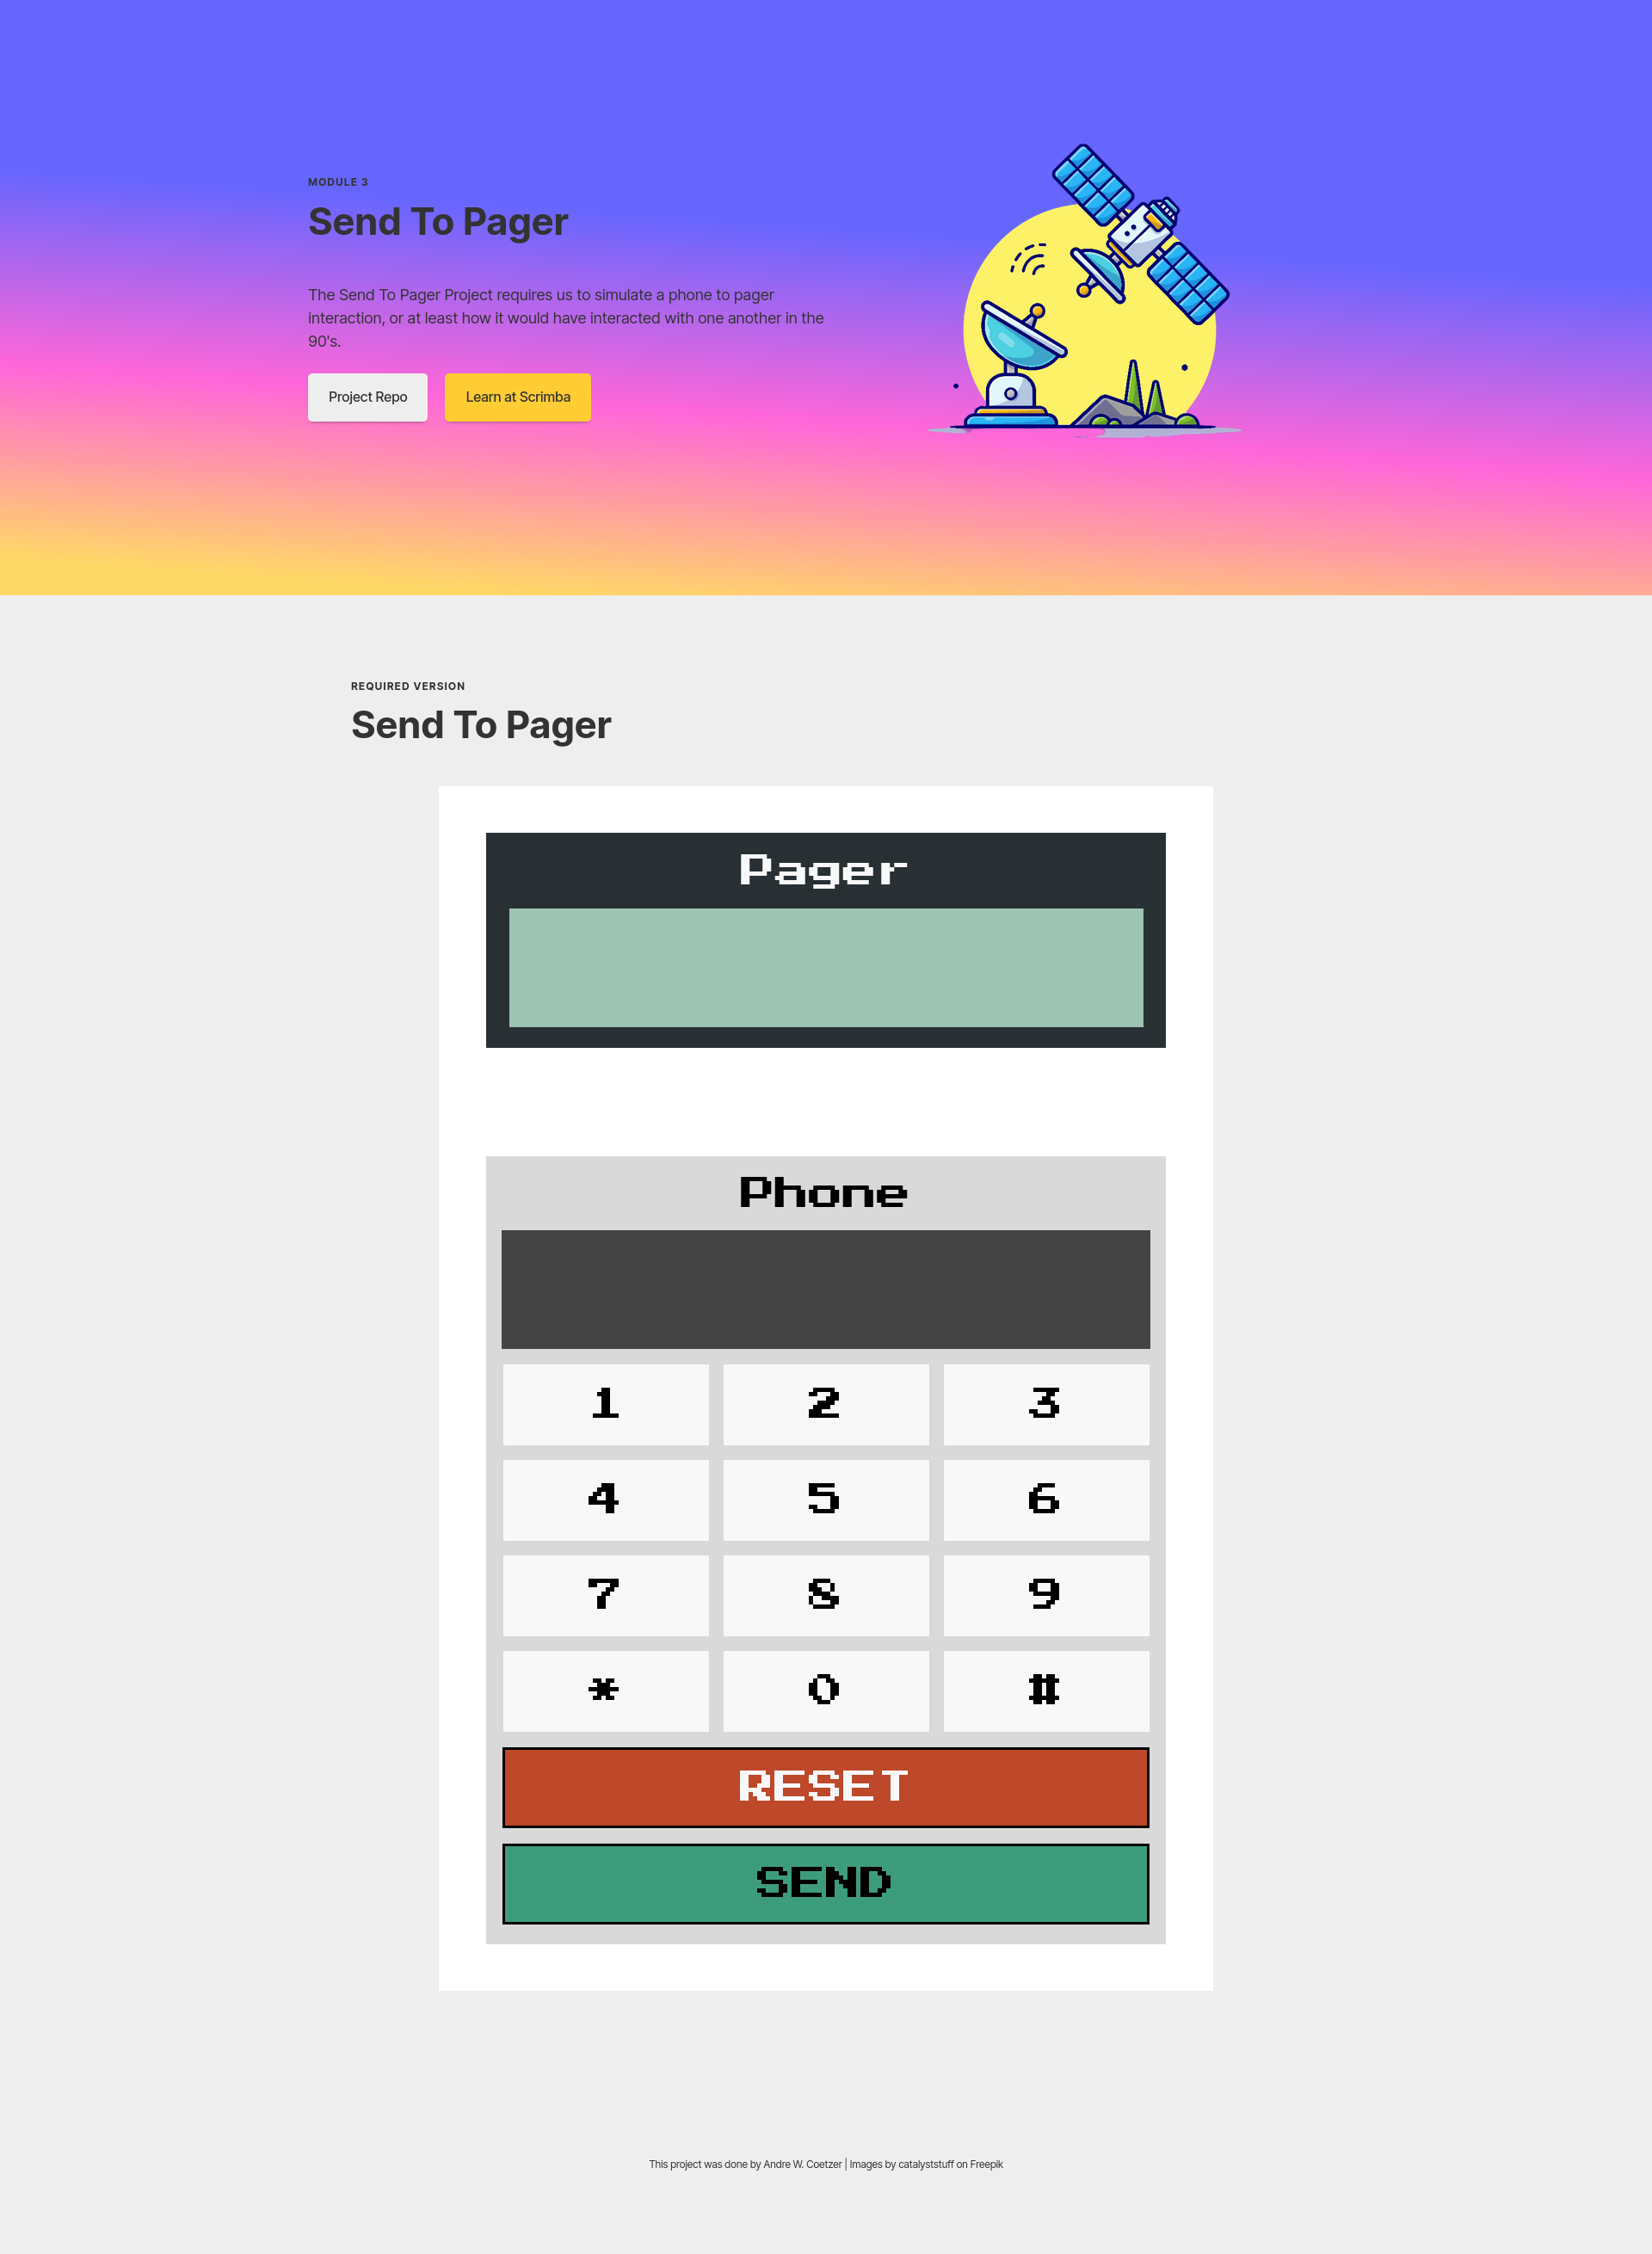 MODULE 3
Send To Pager
The Send To Pager Project requires us to simulate a phone to pager
interaction, or at least how it would have interacted with one another in the
90's.
Project Repo
Learn at Scrimba
REQUIRED VERSION
Send To Pager
Pager
Phone
1 2 3
4 5 6
7 8 9
* 0 #
RESET
SEND
This project was done by Andre W. Coetzer | Images by catalyststuff on Freepik